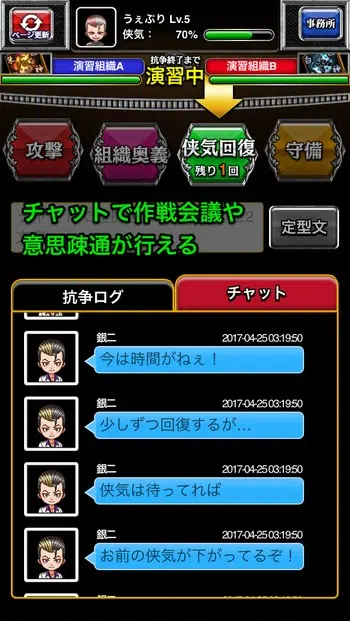 ページ更新
うぇぷり Lv.5
侠気： 70%
事務所
演習組織A
抗争終了まで
演習中
演習組織B
攻撃
組織奥義
侠気回復
残り1回
守備
チャットで作戦会議や
意思疎通が行える
定型文
抗争ログ
チャット
銀二
2017-04-25 03:19:50
今は時間がねぇ！
銀二
2017-04-25 03:19:50
少しずつ回復するが…
銀二
2017-04-25 03:19:50
侠気は待ってれば
銀二
2017-04-25 03:19:50
お前の侠気が下がってるぞ！